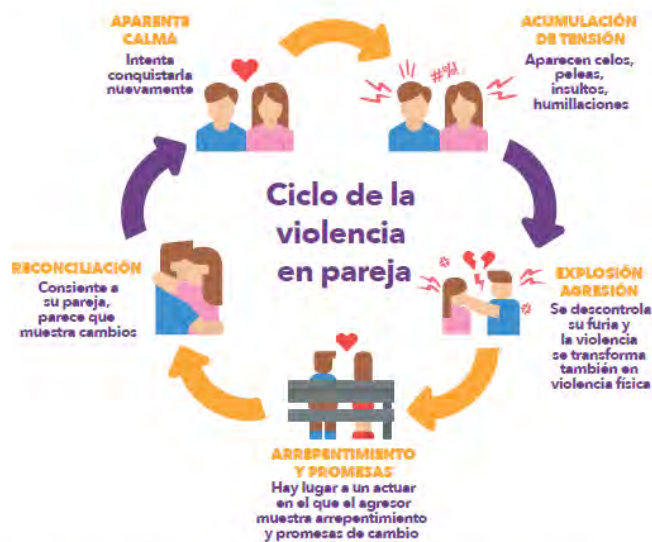 APARENTE
CALMA
Intenta
conquistarla
nuevamente
ACUMULACIÓN
DE TENSIÓN
Aparecen celos,
peleas,
insultos,
humillaciones
#%!
Ciclo de la
violencia
en pareja
EXPLOSIÓN
AGRESIÓN
Se descontrola
su furia y
la violencia
se transforma
también en
violencia física
ARREPENTIMIENTO
Y PROMESAS
Hay lugar a un actuar
en el que el agresor
muestra arrepentimiento
y promesas de cambio
RECONCILIACIÓN
Consiente a
su pareja,
parece que
muestra cambios